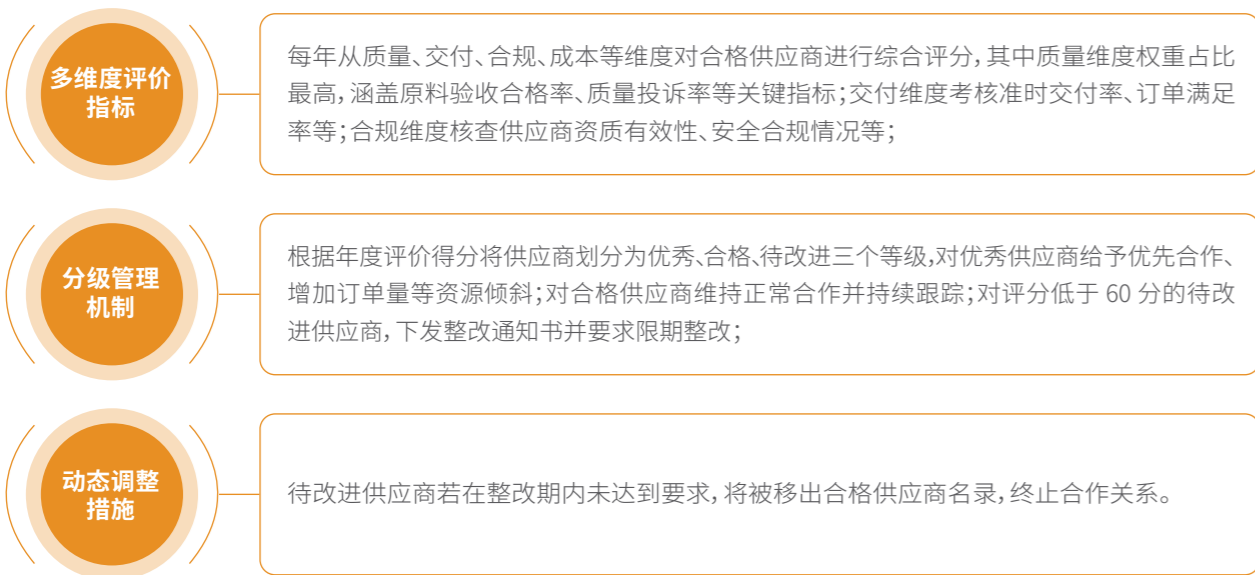 多维度评价
指标
每年从质量、交付、合规、成本等维度对合格供应商进行综合评分，其中质量维度权重占比
最高，涵盖原料验收合格率、质量投诉率等关键指标；交付维度考核准时交付率、订单满足
率等；合规维度核查供应商资质有效性、安全合规情况等；
分级管理
机制
根据年度评价得分将供应商划分为优秀、合格、待改进三个等级，对优秀供应商给予优先合作、
增加订单量等资源倾斜；对合格供应商维持正常合作并持续跟踪；对评分低于 60 分的待改
进供应商，下发整改通知书并要求限期整改；
动态调整
措施
待改进供应商若在整改期内未达到要求，将被移出合格供应商名录，终止合作关系。